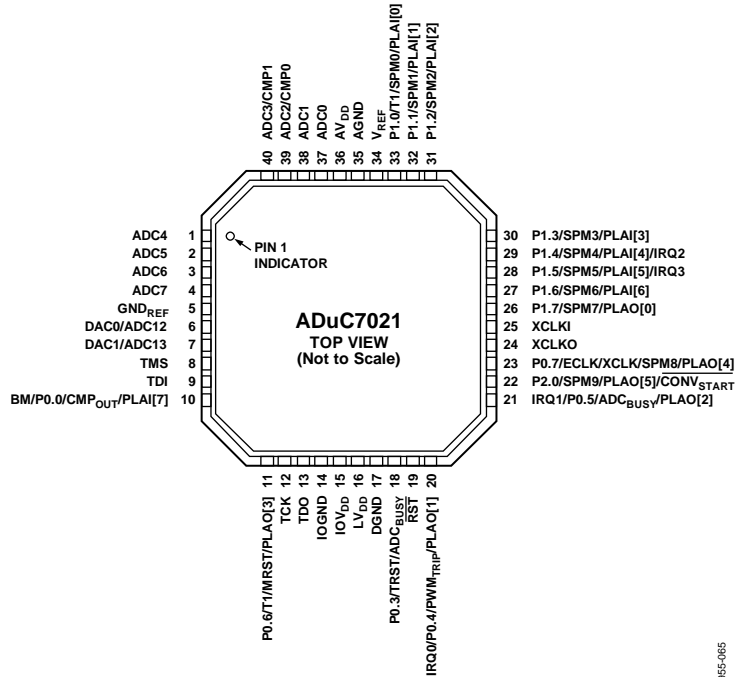 40 ADC3/CMP1
39 ADC2/CMP0
38 ADC1
37 ADC0
36 AVDD
35 AGND
34 VREF
33 P1.0/T1/SPM0/PLAI[0]
32 P1.1/SPM1/PLAI[1]
31 P1.2/SPM2/PLAI[2]
ADC4 1
ADC5 2
ADC6 3
ADC7 4
GNDREF 5
DAC0/ADC12 6
DAC1/ADC13 7
TMS 8
TDI 9
BM/P0.0/CMPOUT/PLAI[7] 10
PIN 1
INDICATOR
ADuC7021
TOP VIEW
(Not to Scale)
30 P1.3/SPM3/PLAI[3]
29 P1.4/SPM4/PLAI[4]/IRQ2
28 P1.5/SPM5/PLAI[5]/IRQ3
27 P1.6/SPM6/PLAI[6]
26 P1.7/SPM7/PLAO[0]
25 XCLKI
24 XCLKO
23 P0.7/ECLK/XCLK/SPM8/PLAO[4]
22 P2.0/SPM9/PLAO[5]/CONVSTART
21 IRQ1/P0.5/ADCBUSY/PLAO[2]
P0.6/T1/MRST/PLAO[3] 11
TCK 12
TDO 13
IOGND 14
IOVDD 15
LVDD 16
DGND 17
P0.3/TRST/ADCBUSY 18
RST 19
IRQ0/P0.4/PWMTRIP/PLAO[1] 20